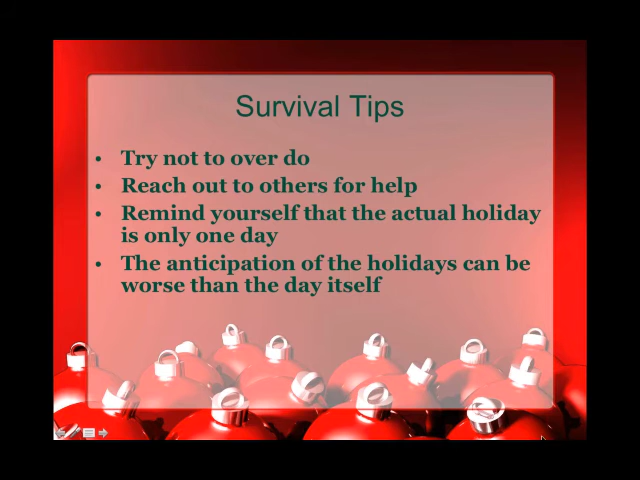 Survival Tips
• Try not to over do
• Reach out to others for help
• Remind yourself that the actual holiday
is only one day
• The anticipation of the holidays can be
worse than the day itself